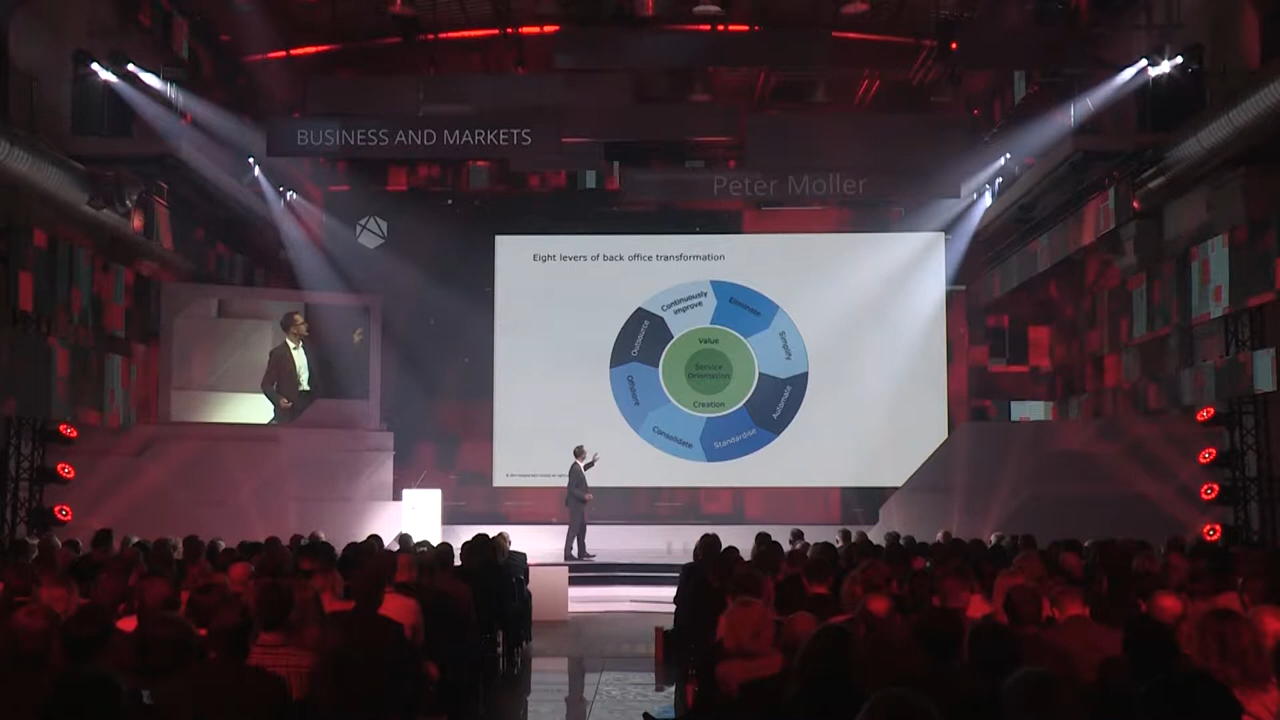 BUSINESS AND MARKETS
Peter Moller
Eight levers of back office transformation
Continuously
improve
Eliminate
Simplify
Automate
Standardise
Consolidate
Offshore
Outsource
Value
Service
Orientation
Creation